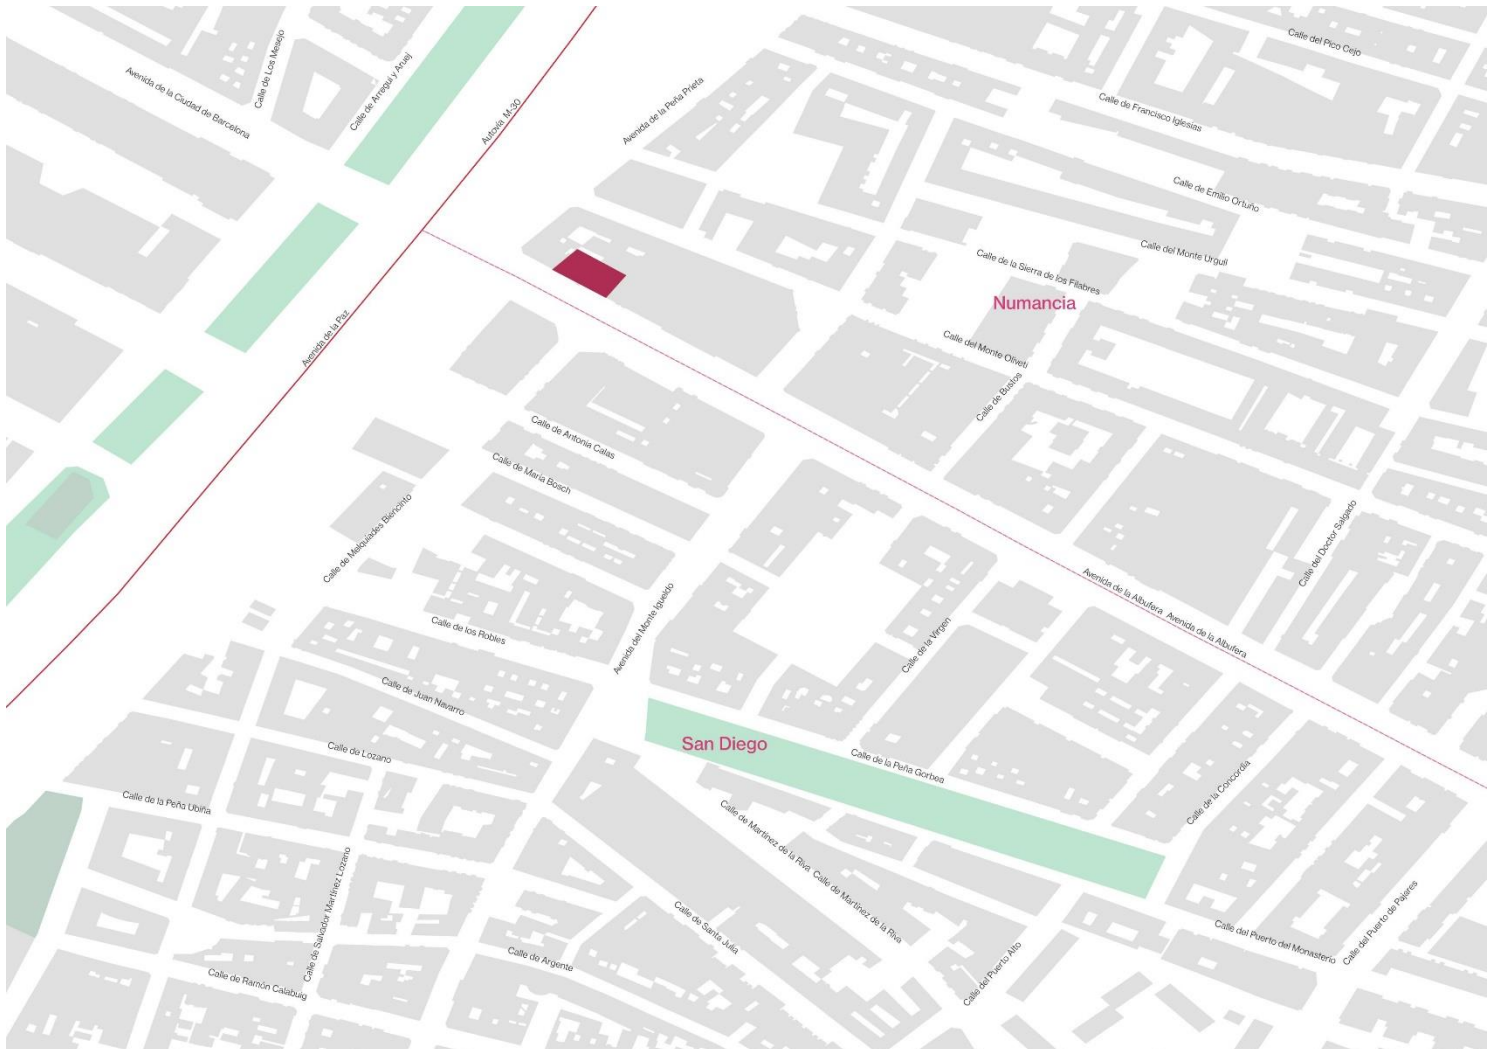 Calle del Pico Cejo
Calle de Los Mesejo
Calle de Arregui y Aruej
Avenida de la Ciudad de Barcelona
Autovía M-30
Avenida de la Peña Prieta
Calle de Francisco Iglesias
Calle de Emilio Ortuño
Calle del Monte Urgull
Calle de la Sierra de los Filabres
Numancia
Avenida de la Paz
Calle del Monte Oliveti
Calle de Bustos
Calle de Antonia Calas
Calle de María Bosch
Calle de Melquiades Biencinto
Calle del Doctor Salgado
Avenida de la Albufera Avenida de la Albufera
Calle de los Robles
Avenida del Monte Igueldo
Calle de la Virgen
Calle de Juan Navarro
San Diego
Calle de Lozano
Calle de la Peña Gorbea
Calle de la Concordia
Calle de la Peña Ubiña
Calle de Martínez de la Riva Calle de Martínez de la Riva
Calle de Salvador Martínez Lozano
Calle de Santa Julia
Calle del Puerto de Pajares
Calle del Puerto del Monasterio
Calle de Argente
Calle del Puerto Alto
Calle de Ramón Calabuig